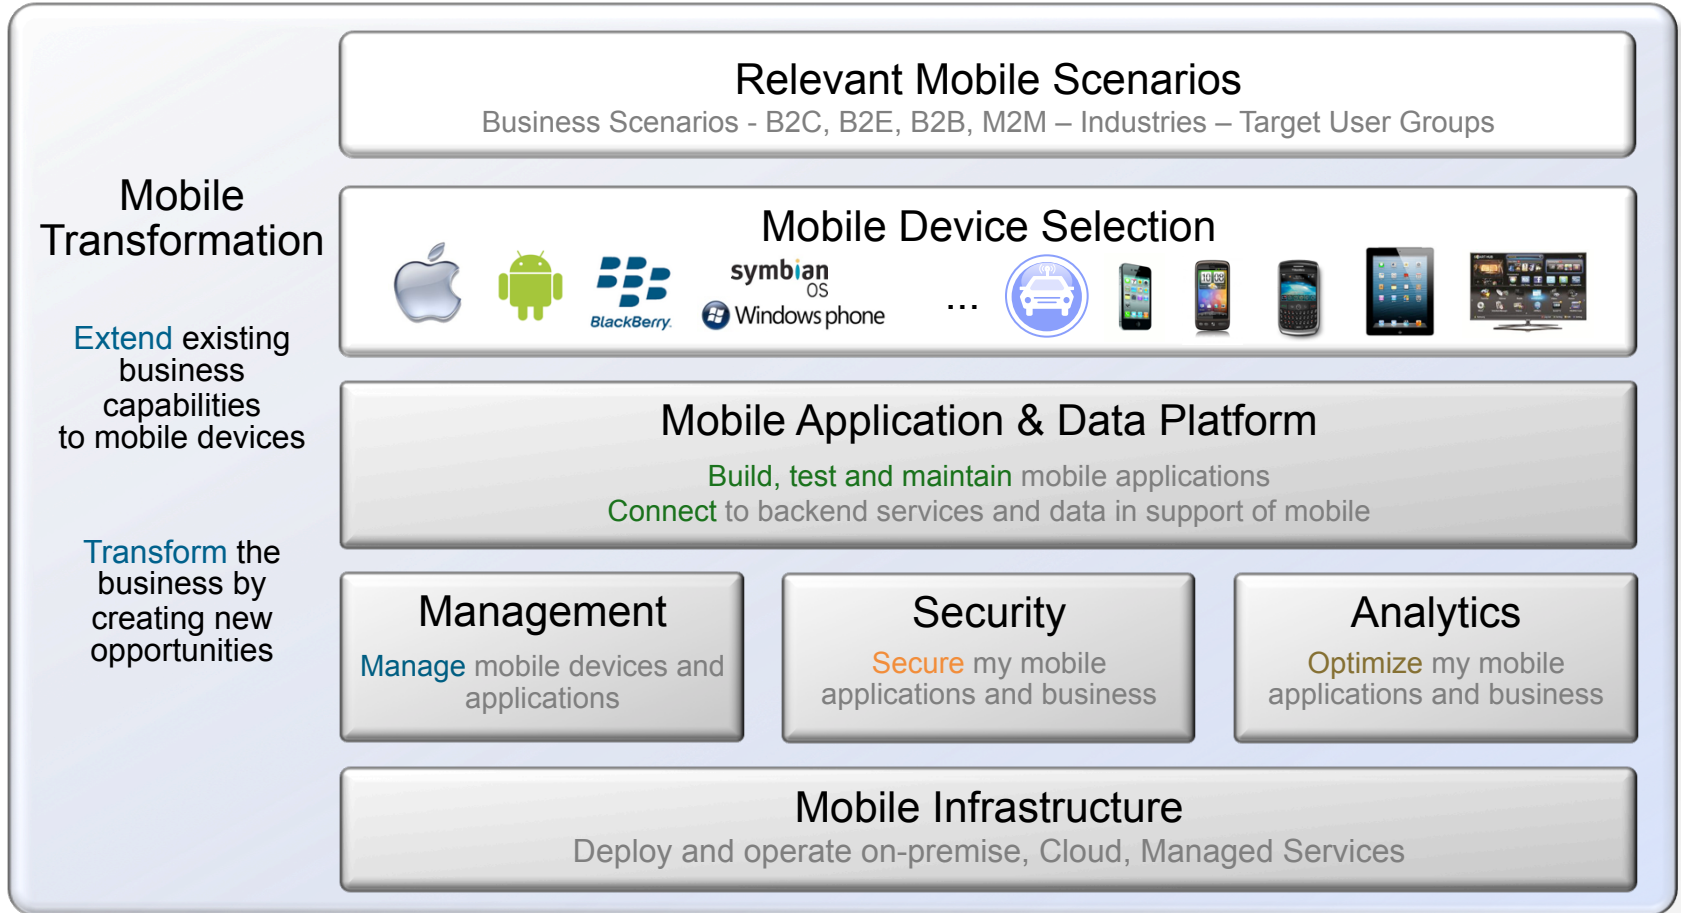 Relevant Mobile Scenarios
Business Scenarios - B2C, B2E, B2B, M2M – Industries – Target User Groups
Mobile
Transformation
Extend existing
business
capabilities
to mobile devices
Transform the
business by
creating new
opportunities
Mobile Device Selection
BlackBerry.
symbian
OS
Windows phone
...
Mobile Application & Data Platform
Build, test and maintain mobile applications
Connect to backend services and data in support of mobile
Management
Manage mobile devices and
applications
Security
Secure my mobile
applications and business
Analytics
Optimize my mobile
applications and business
Mobile Infrastructure
Deploy and operate on-premise, Cloud, Managed Services